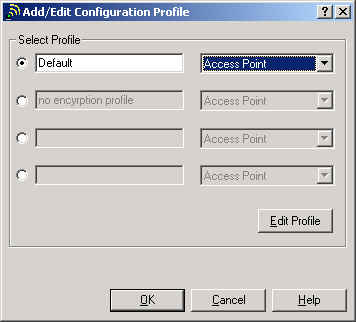 Add/Edit Configuration Profile
Select Profile
Default Access Point
no encyrption profile Access Point
Access Point
Access Point
Edit Profile
OK Cancel Help